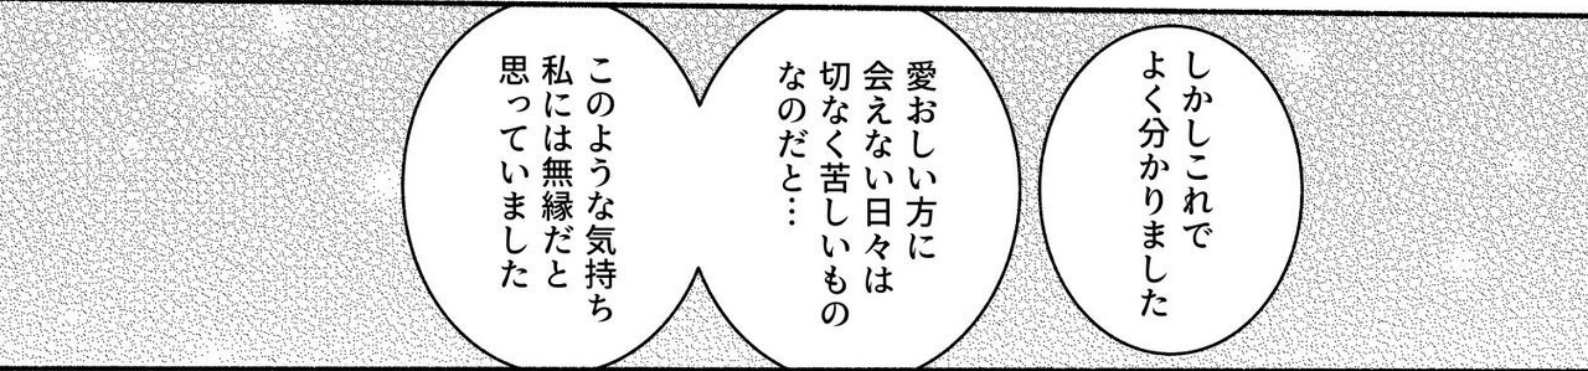 しかしこれで
よく分かりました
愛おしい方に
会えない日々は
切なく苦しいもの
なのだと…
このような気持ち
私には無縁だと
思っていました